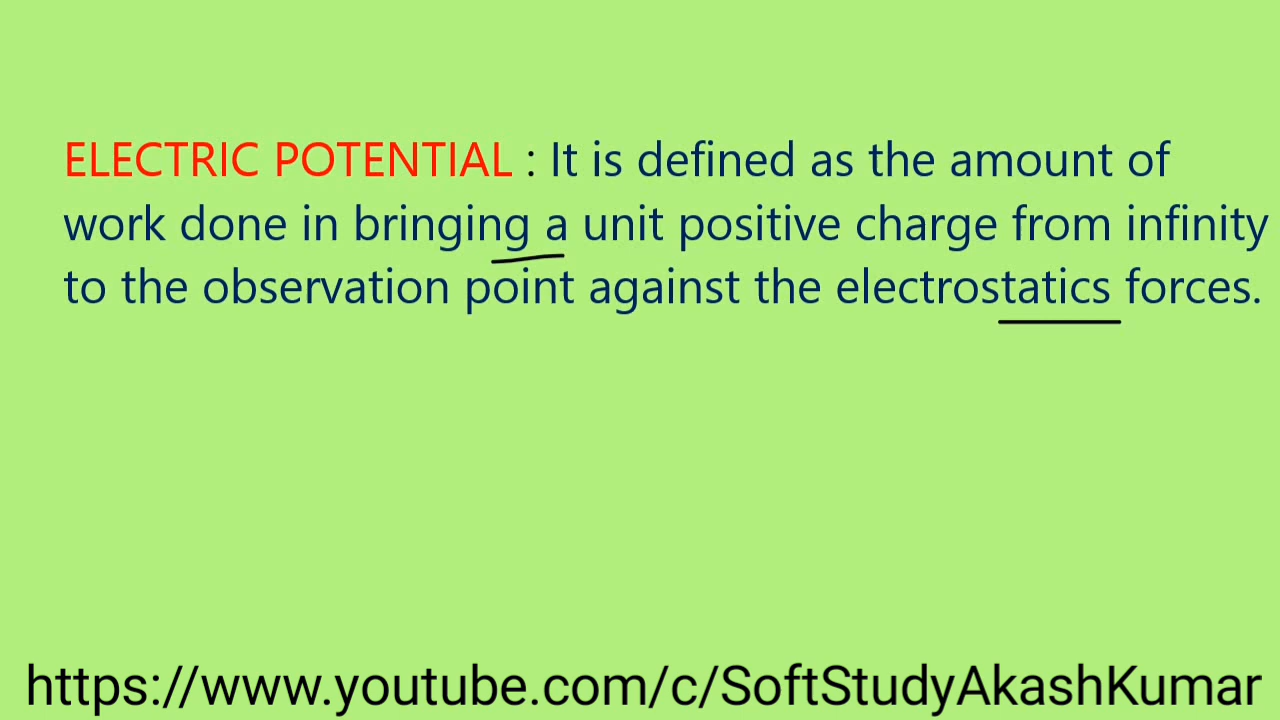 ELECTRIC POTENTIAL : It is defined as the amount of
work done in bringing a unit positive charge from infinity
to the observation point against the electrostatics forces.
https://www.youtube.com/c/SoftStudyAkashKumar